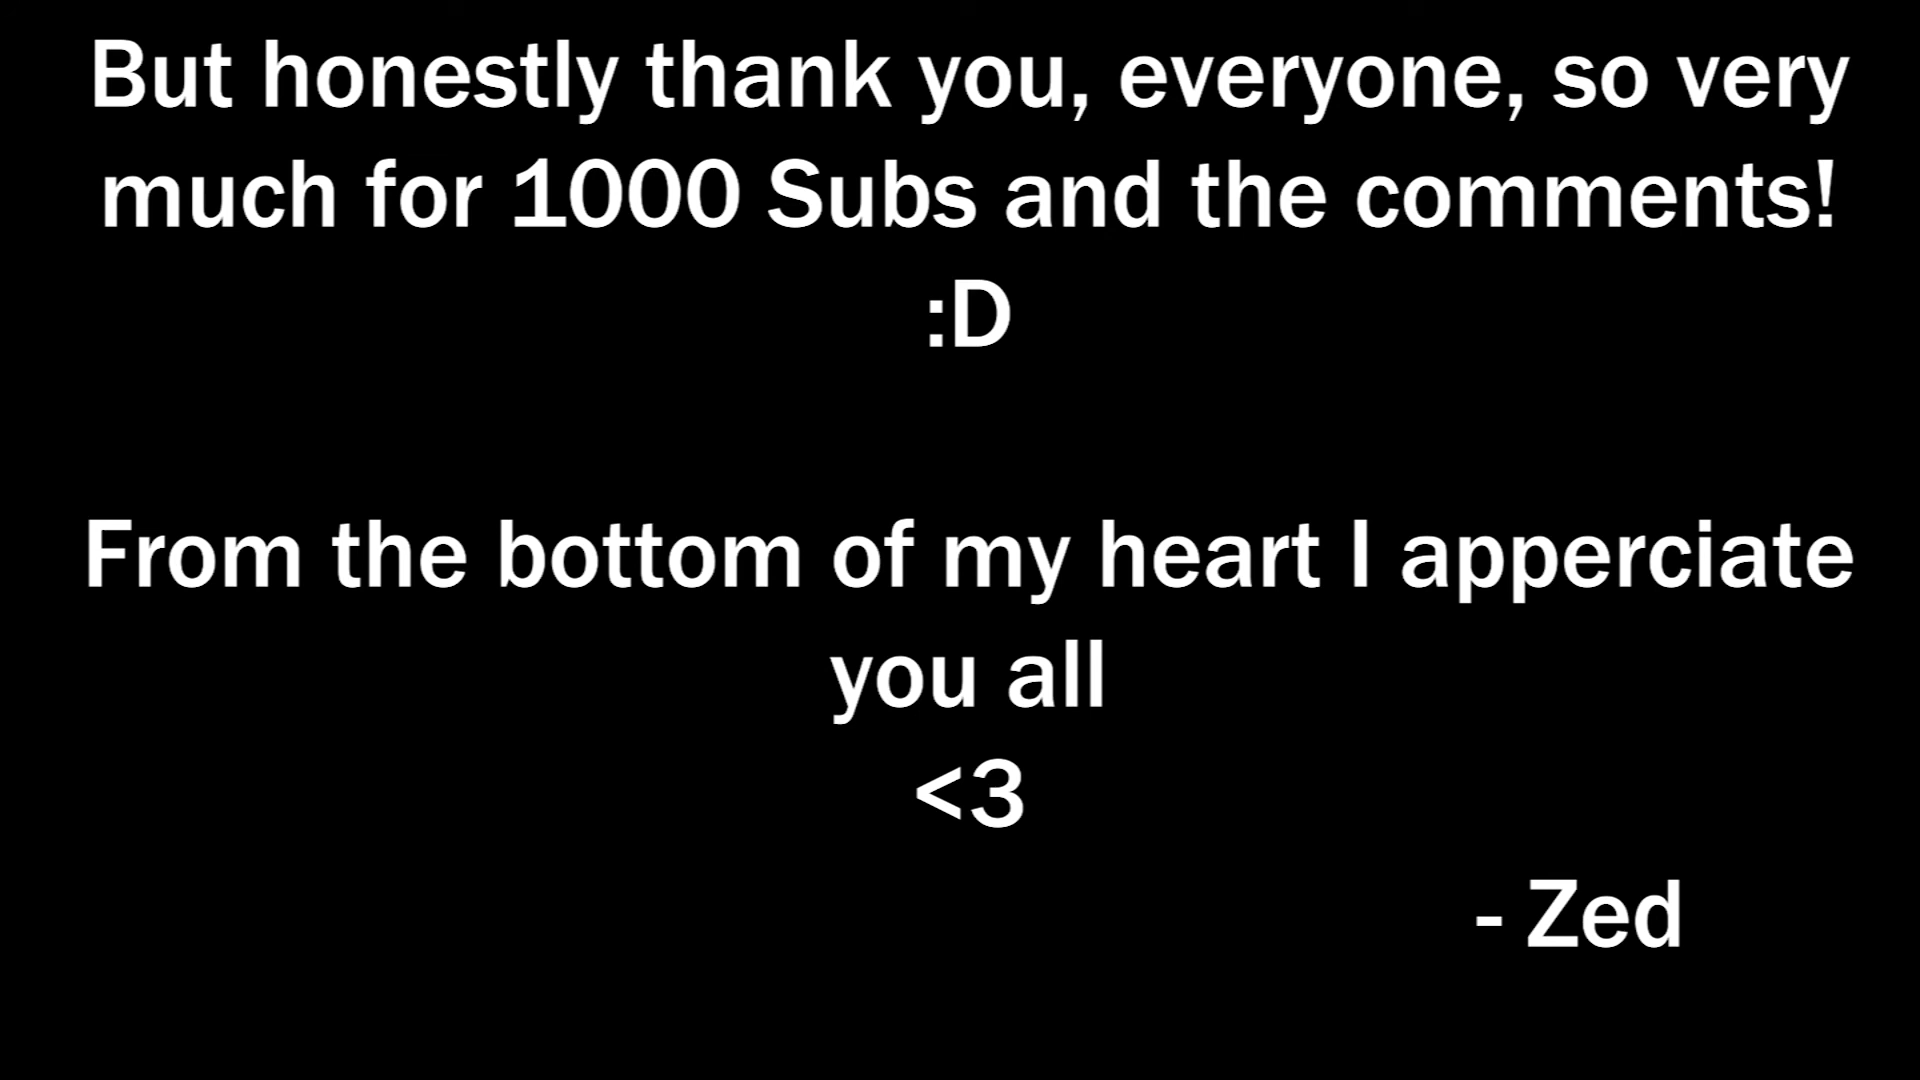 But honestly thank you, everyone, so very
much for 1000 Subs and the comments!
:D
From the bottom of my heart I apperciate
you all
<3
- Zed